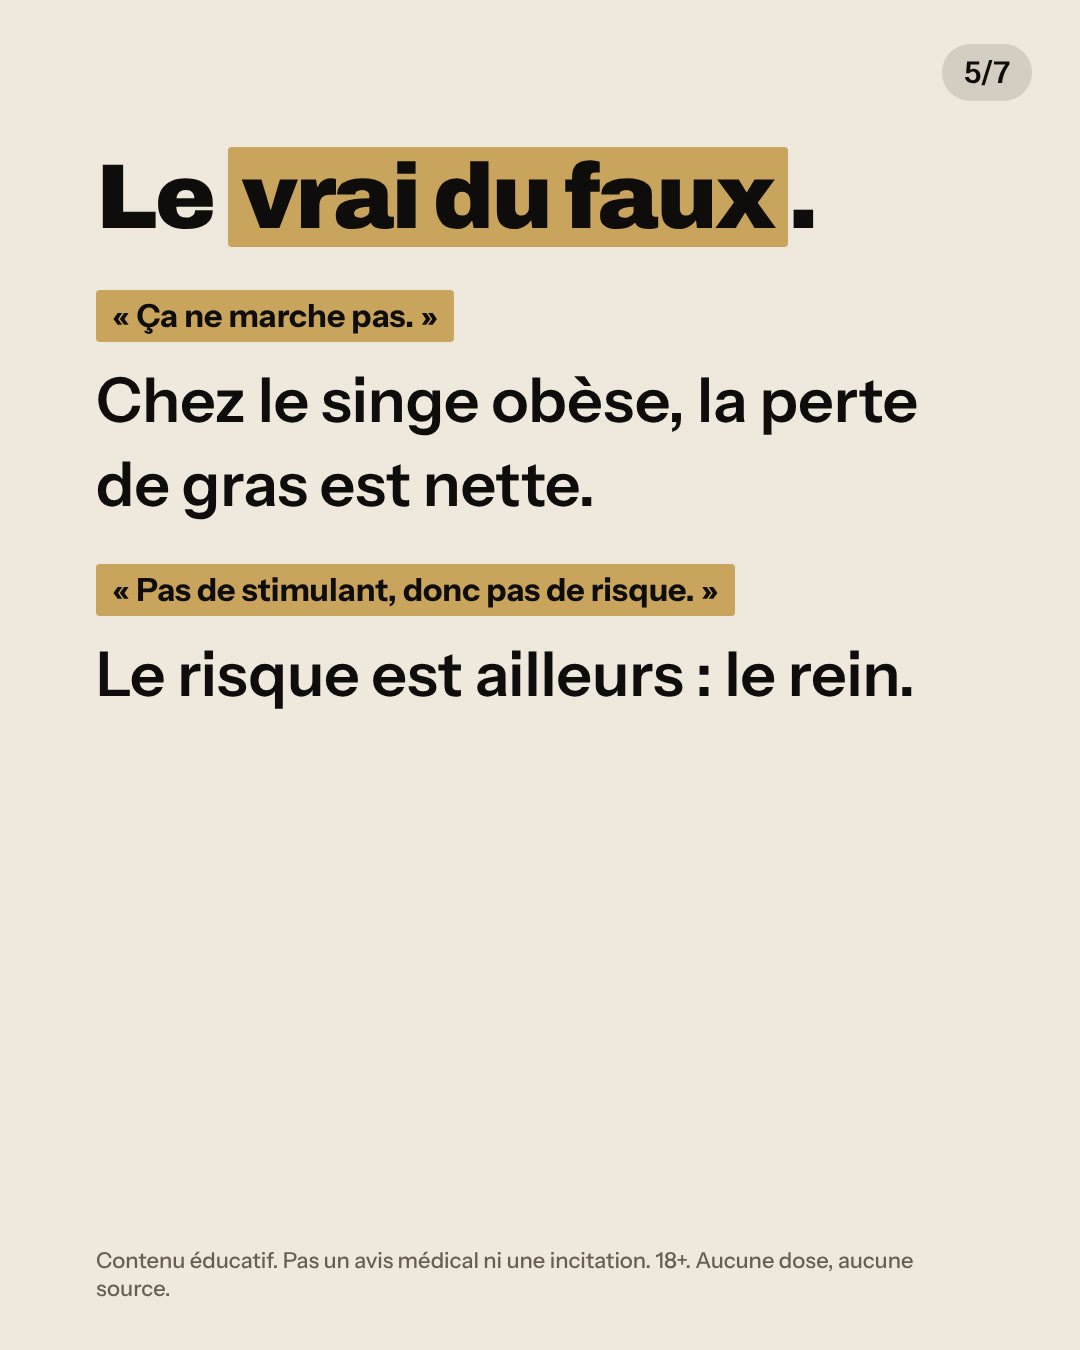 5/7
Le vrai du faux.
« Ça ne marche pas. »
Chez le singe obèse, la perte
de gras est nette.
« Pas de stimulant, donc pas de risque. »
Le risque est ailleurs : le rein.
Contenu éducatif. Pas un avis médical ni une incitation. 18+. Aucune dose, aucune
source.